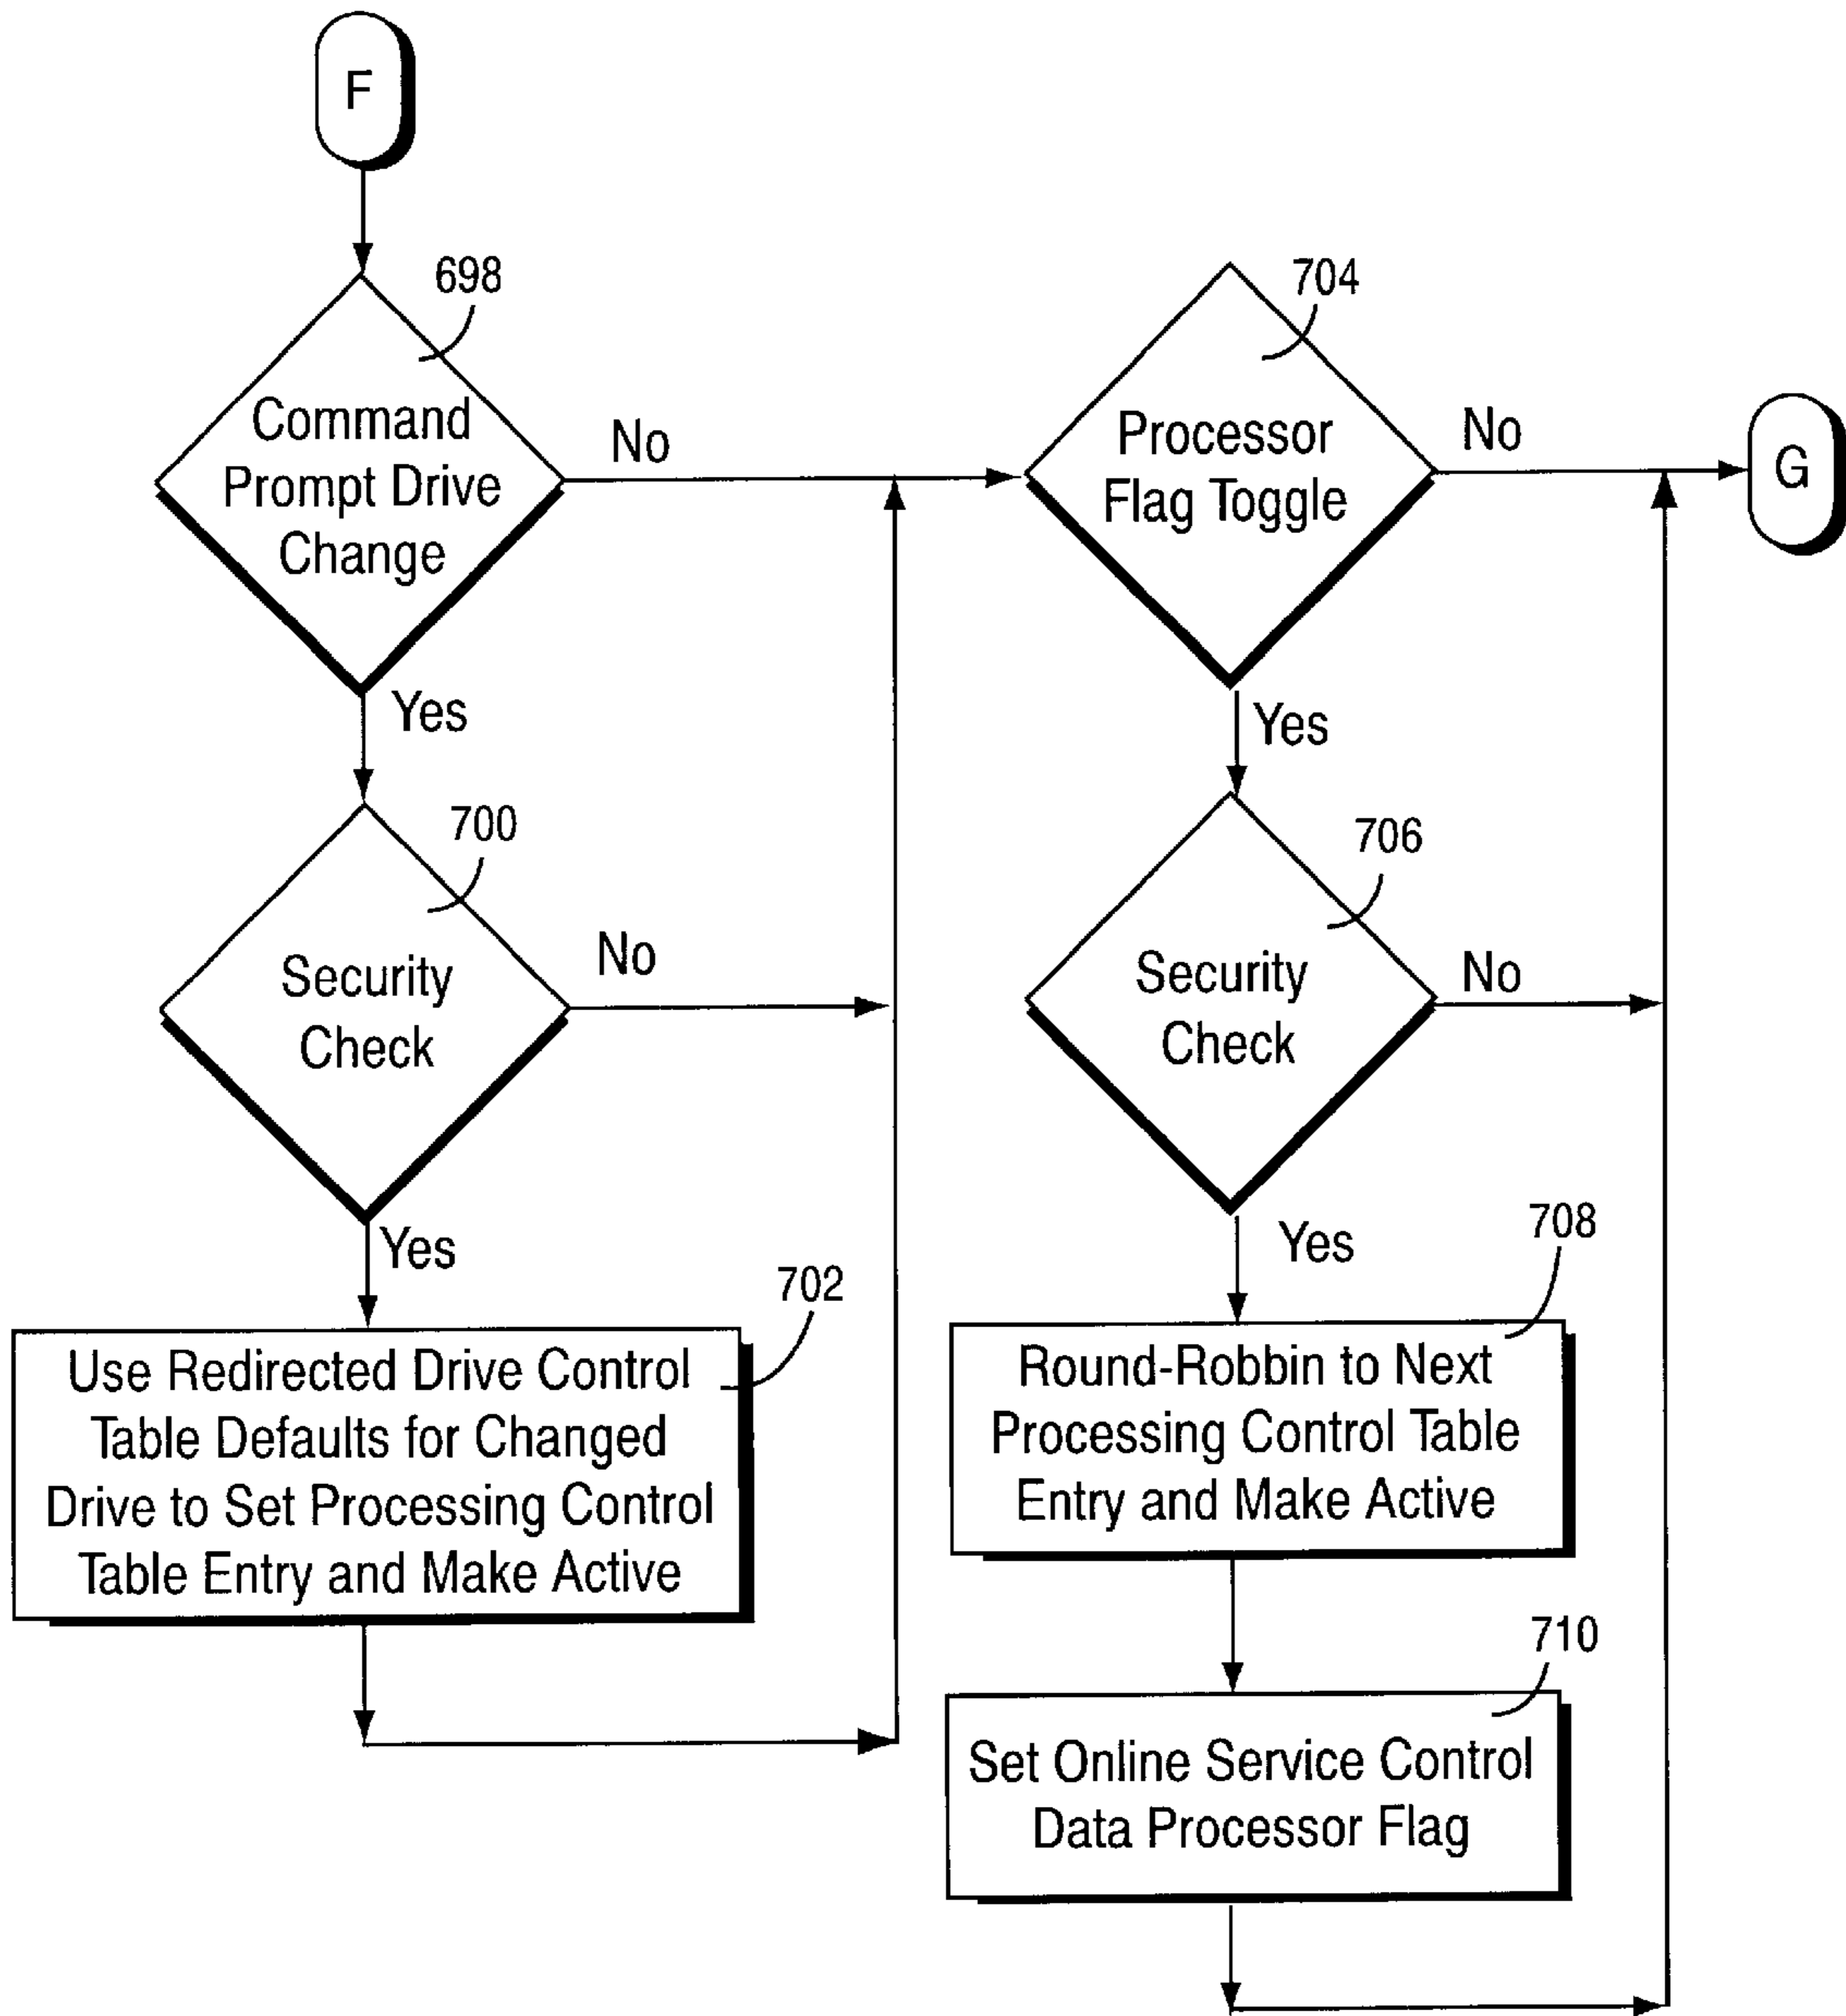 F
698
Command
Prompt Drive
Change
No
Yes
700
Security
Check
No
Yes
702
Use Redirected Drive Control
Table Defaults for Changed
Drive to Set Processing Control
Table Entry and Make Active
704
Processor
Flag Toggle
No
G
Yes
706
Security
Check
No
Yes
708
Round-Robbin to Next
Processing Control Table
Entry and Make Active
710
Set Online Service Control
Data Processor Flag